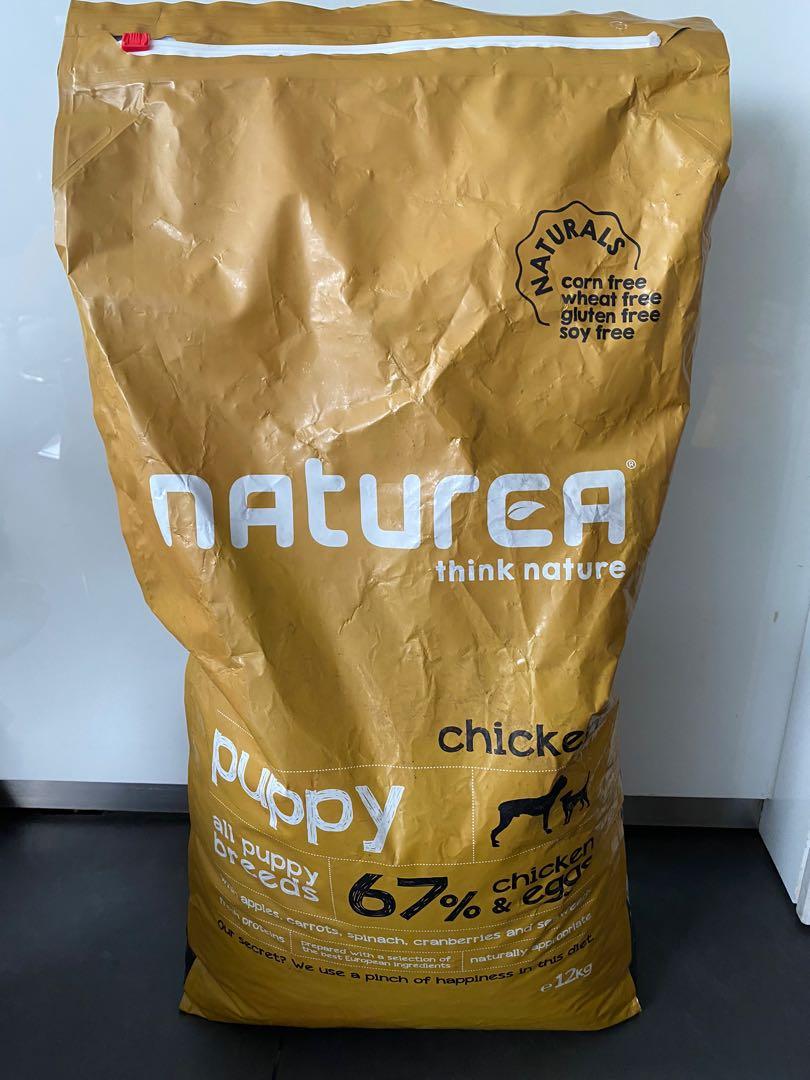 NATURALS
corn free
wheat free
gluten free
soy free
naturea®
think nature
chicke
puppy
all puppy
breeds
67% chicken
& eggs
apples, carrots, spinach, cranberries and
proteins
prepared with a selection of
the best European ingredients
naturally appropriate
Our secret? We use a pinch of happiness in this diet.
e 12kg